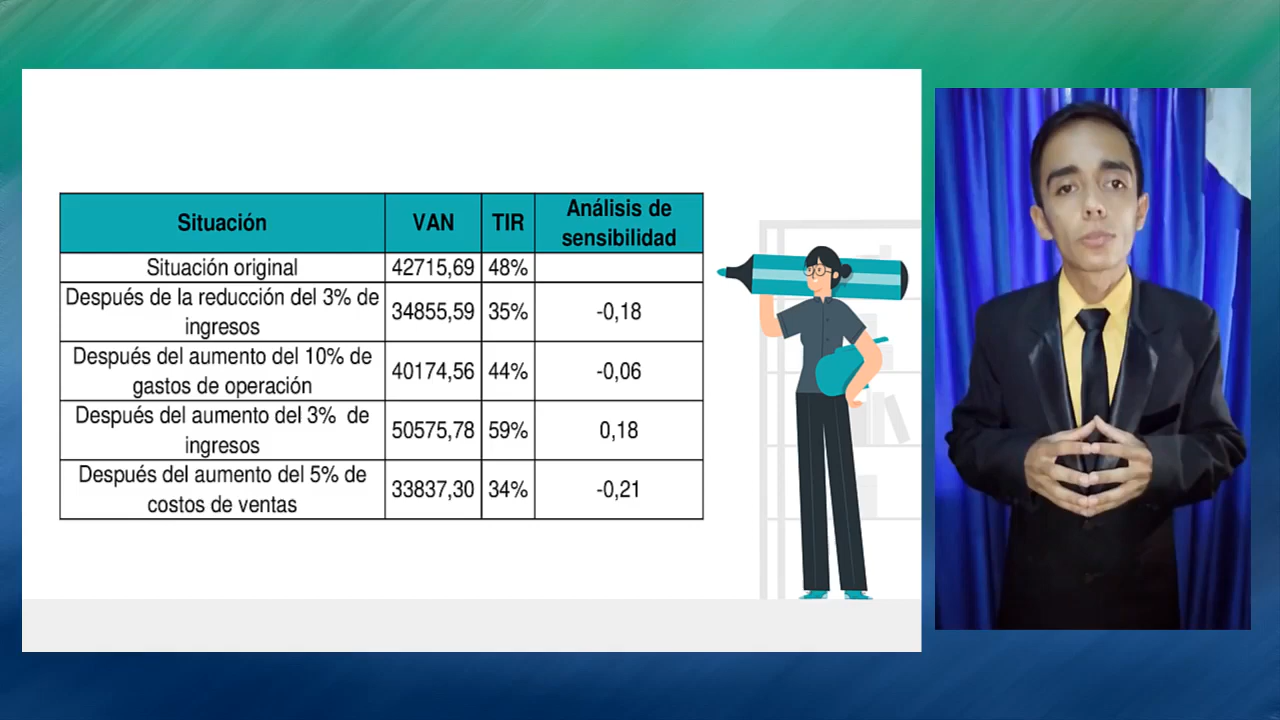 Situación VAN TIR Análisis de
sensibilidad
Situación original 42715,69 48%
Después de la reducción del 3% de
ingresos 34855,59 35% -0,18
Después del aumento del 10% de
gastos de operación 40174,56 44% -0,06
Después del aumento del 3% de
ingresos 50575,78 59% 0,18
Después del aumento del 5% de
costos de ventas 33837,30 34% -0,21